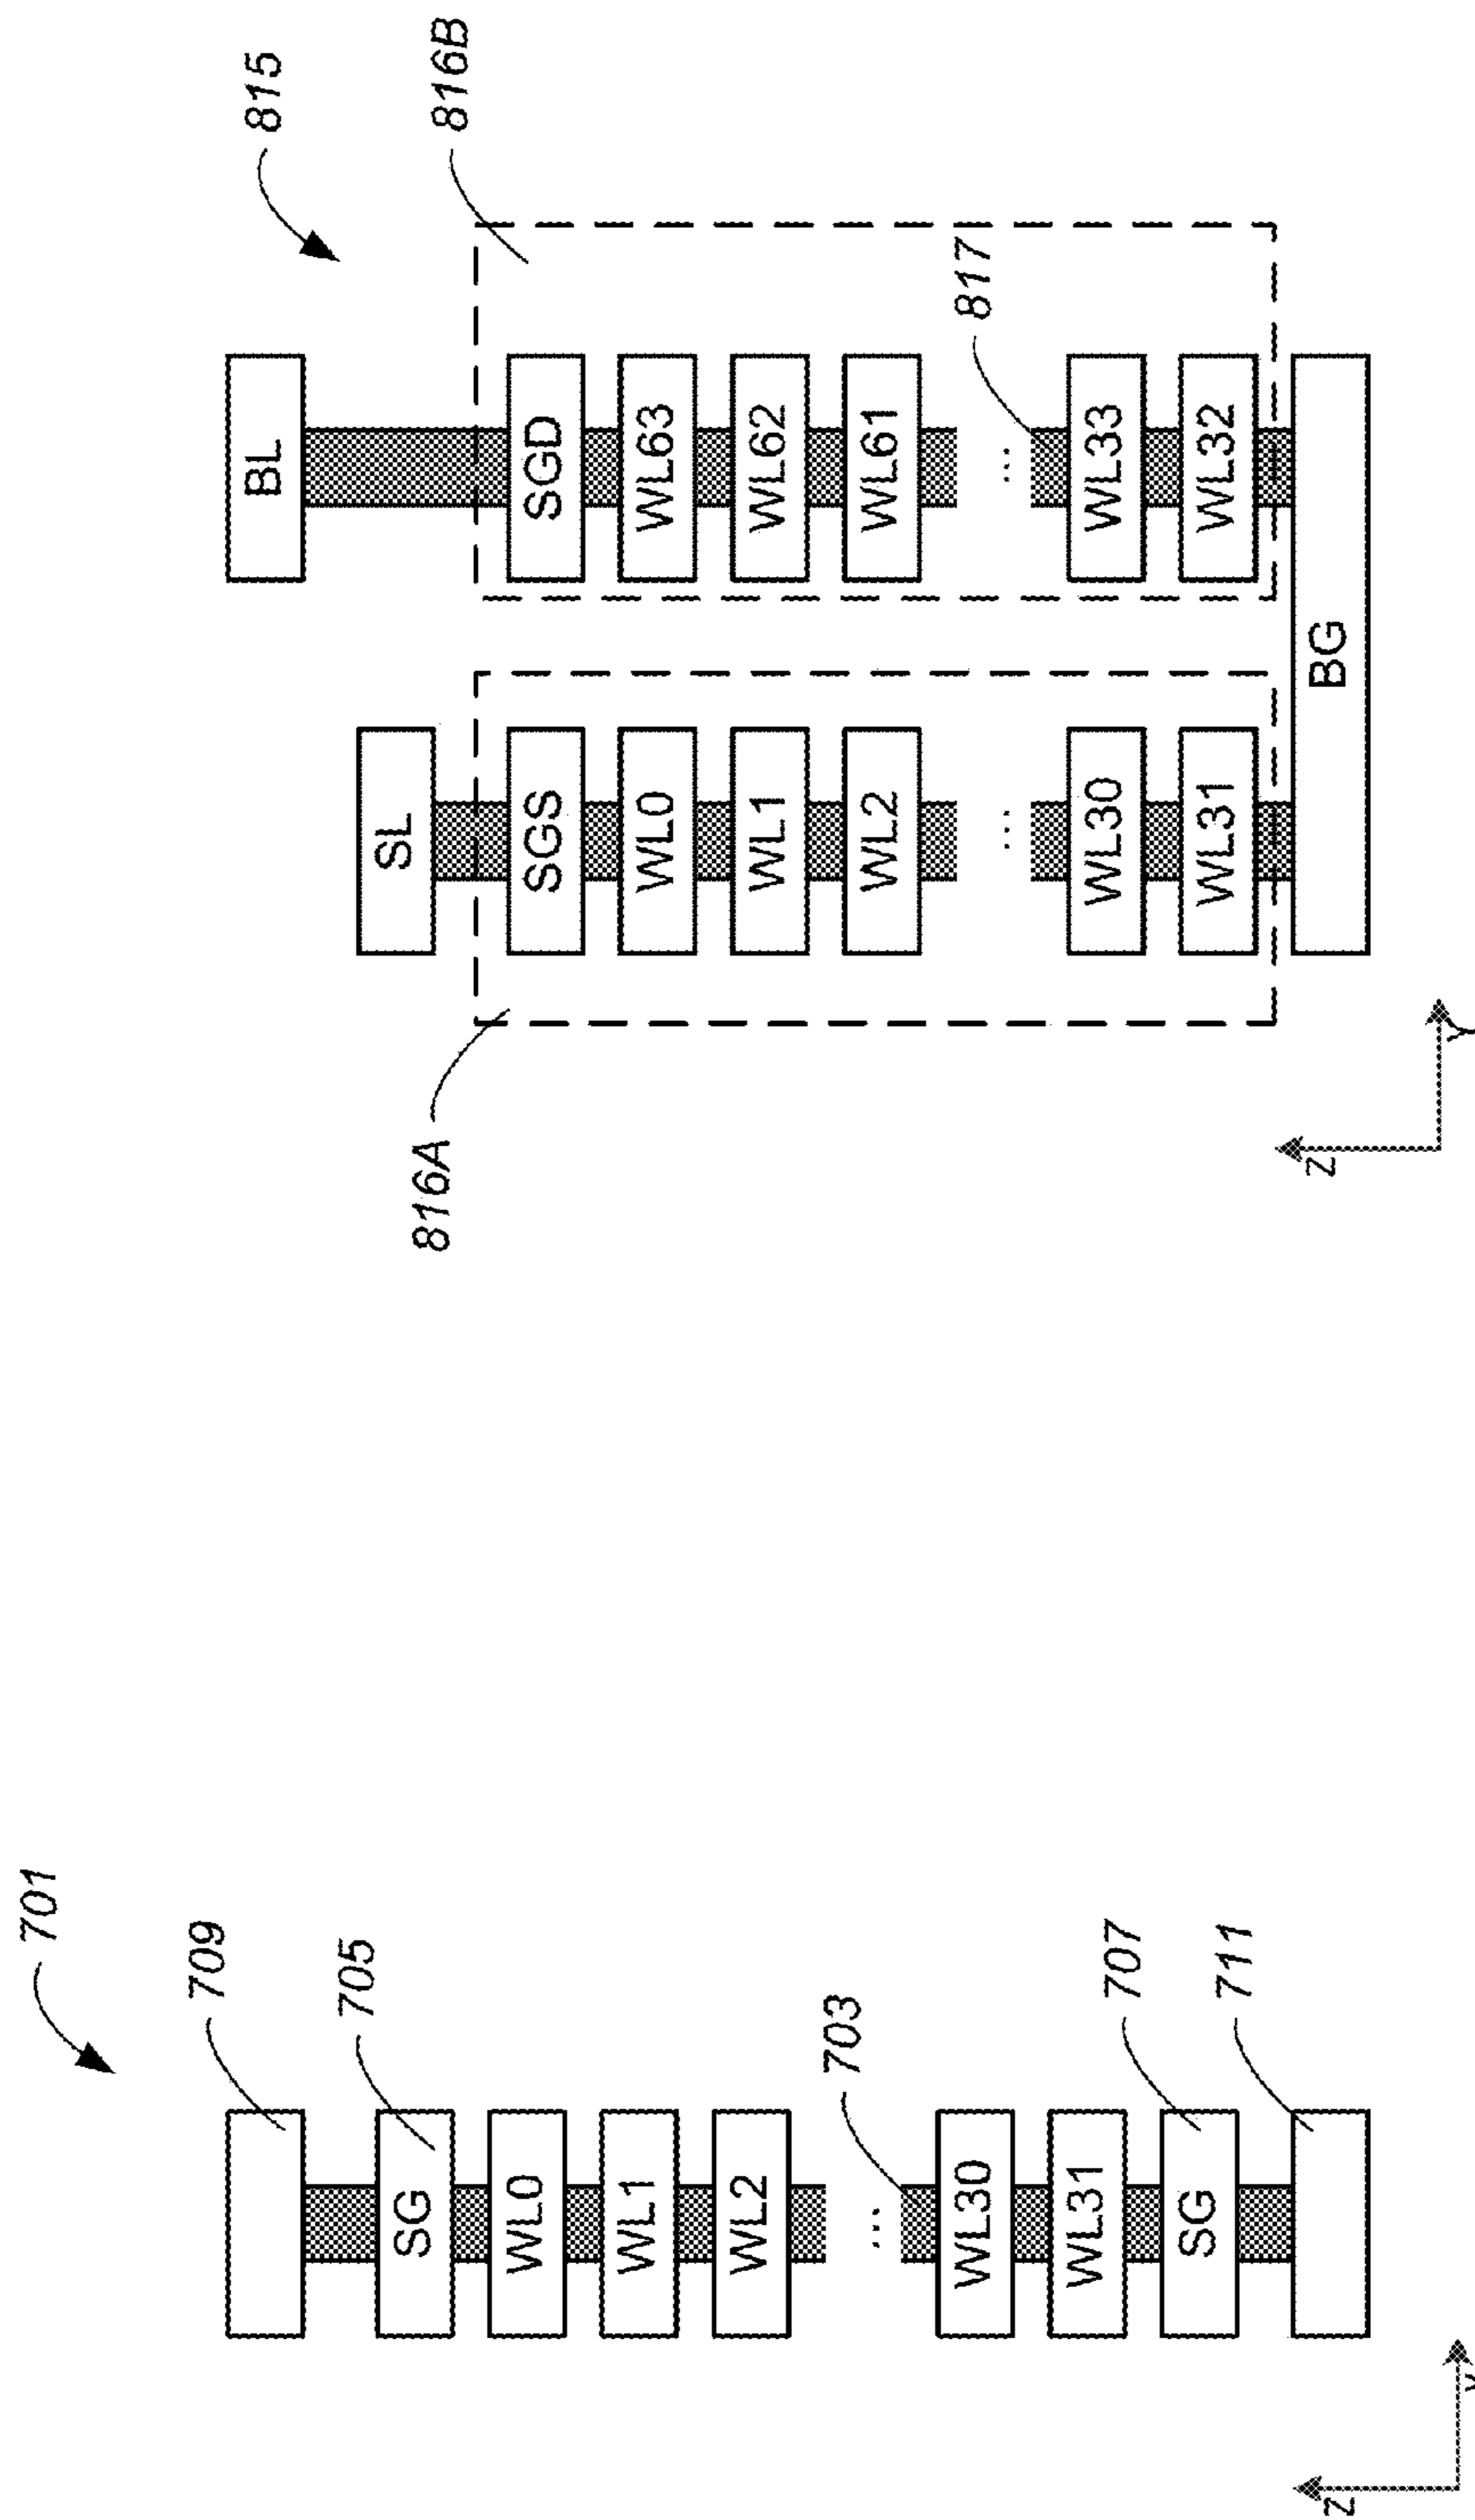 701
709
705
SG
WL0
WL1
WL2
...
703
WL30
WL31
SG
707
711
Z
815
816B
BL
SL
816A
SGS
SGD
WL0
WL63
WL1
WL62
WL2
WL61
...
...
817
WL30
WL33
WL31
WL32
BG
Z
Y